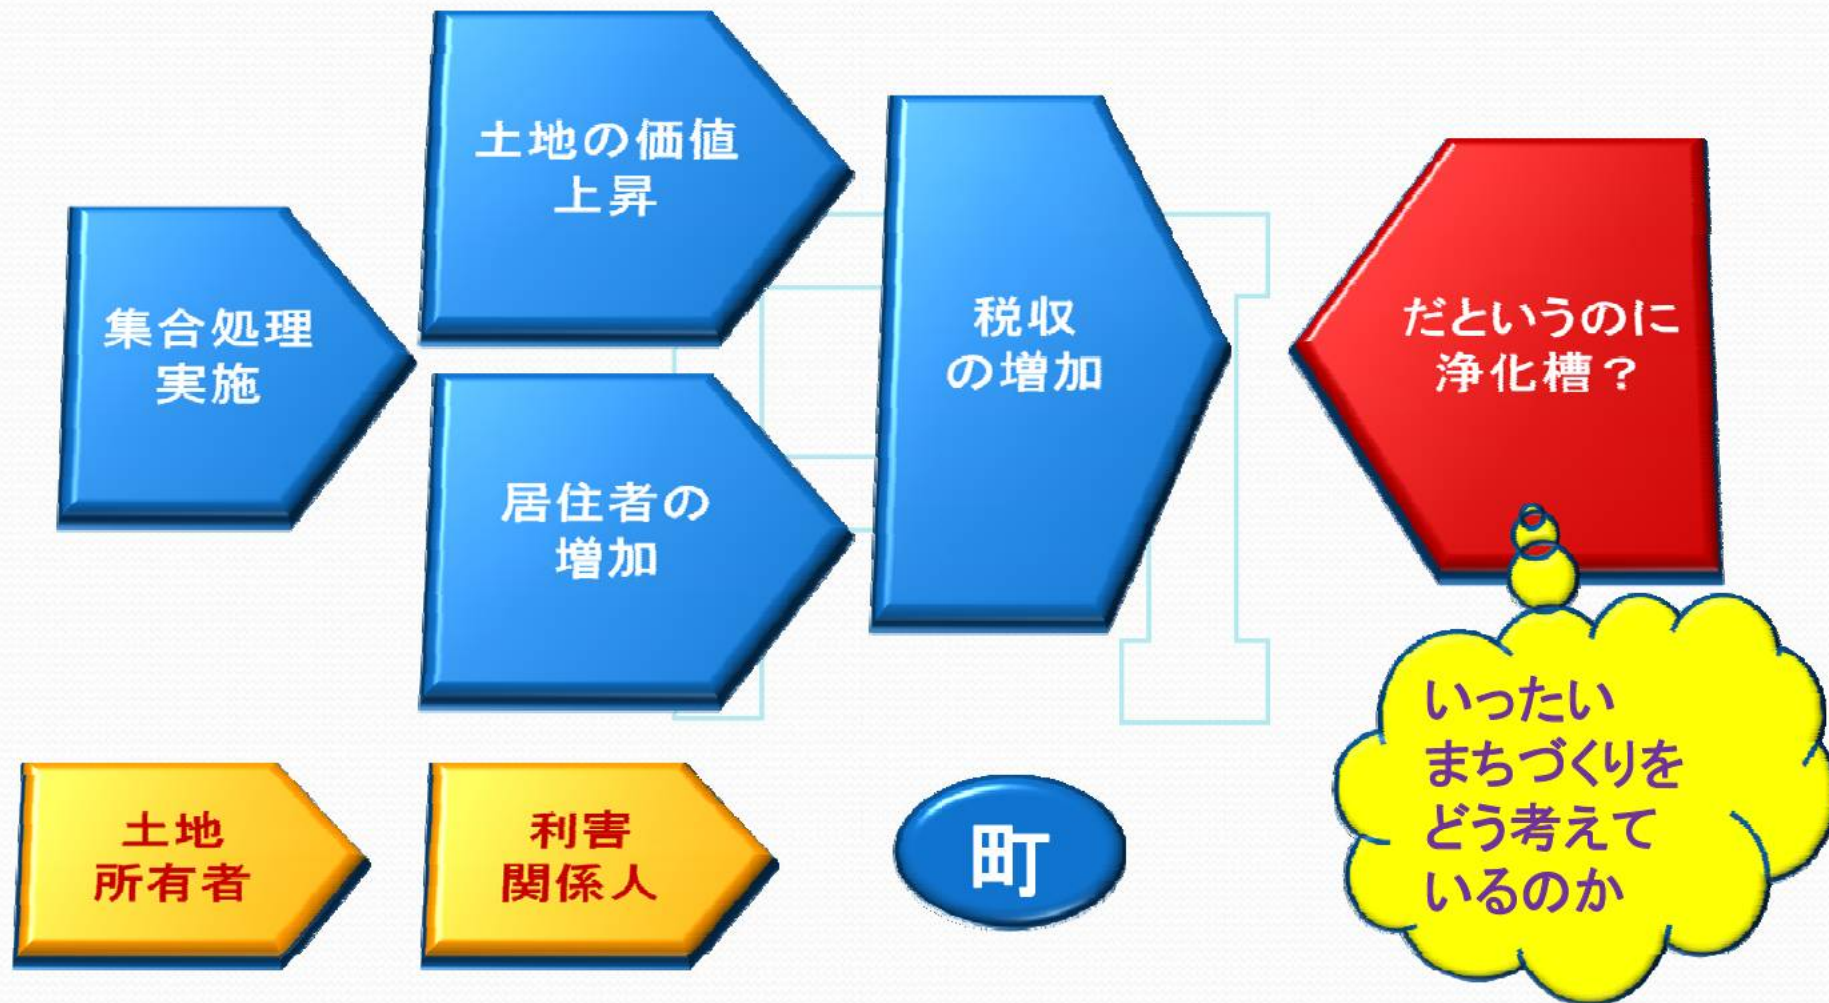 集合処理
実施
土地の価値
上昇
居住者の
増加
税収
の増加
だというのに
浄化槽？
土地
所有者
利害
関係人
町
いったい
まちづくりを
どう考えて
いるのか